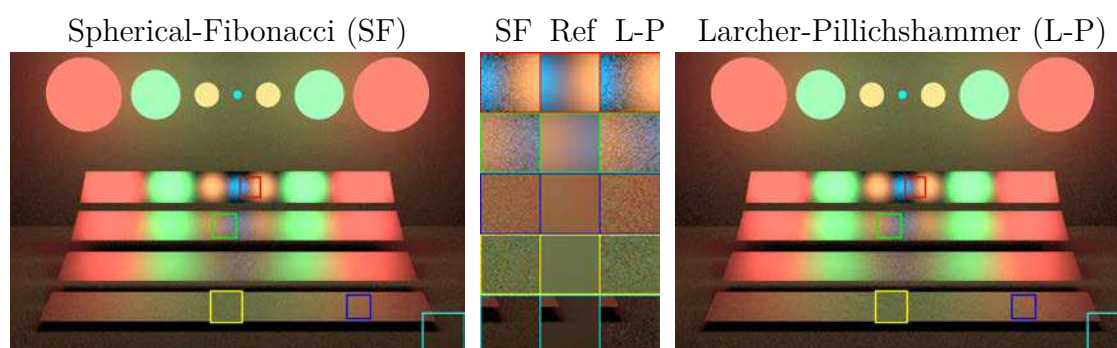 Spherical-Fibonacci (SF)
SF Ref L-P
Larcher-Pillichshammer (L-P)